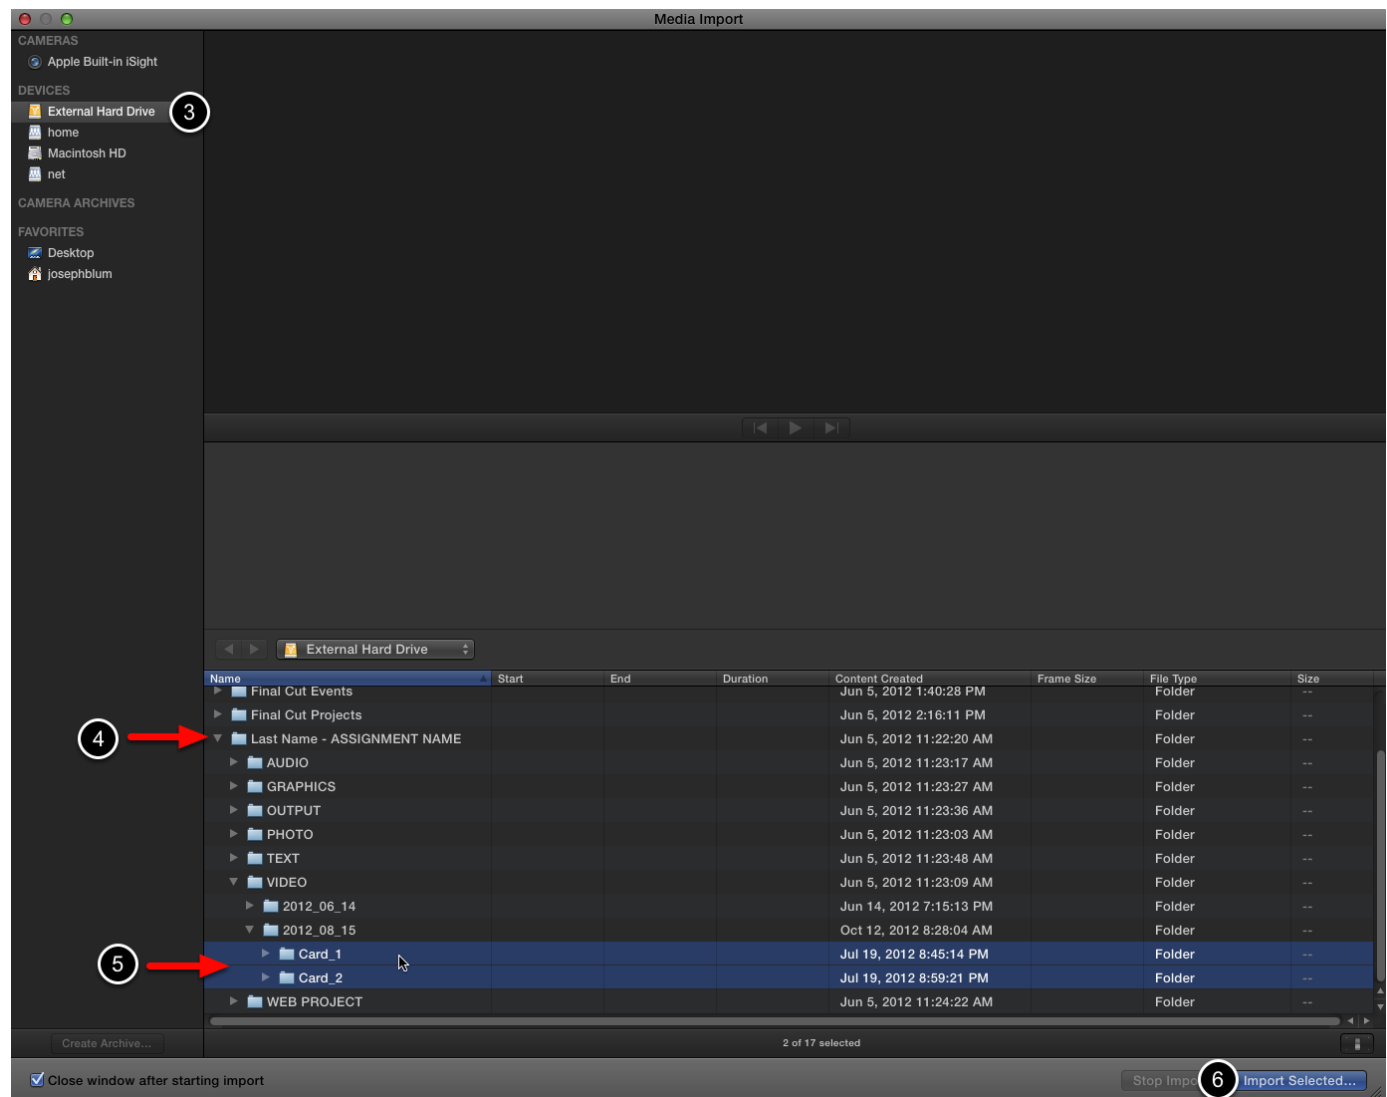 Media Import
CAMERAS
Apple Built-in iSight
DEVICES
External Hard Drive 3
home
Macintosh HD
net
CAMERA ARCHIVES
FAVORITES
Desktop
josephblum
External Hard Drive
Name Start End Duration Content Created Frame Size File Type Size
Final Cut Events Jun 5, 2012 1:40:28 PM Folder --
Final Cut Projects Jun 5, 2012 2:16:11 PM Folder --
4 Last Name - ASSIGNMENT NAME Jun 5, 2012 11:22:20 AM Folder --
AUDIO Jun 5, 2012 11:23:17 AM Folder --
GRAPHICS Jun 5, 2012 11:23:27 AM Folder --
OUTPUT Jun 5, 2012 11:23:36 AM Folder --
PHOTO Jun 5, 2012 11:23:03 AM Folder --
TEXT Jun 5, 2012 11:23:48 AM Folder --
VIDEO Jun 5, 2012 11:23:09 AM Folder --
2012_06_14 Jun 14, 2012 7:15:13 PM Folder --
2012_08_15 Oct 12, 2012 8:28:04 AM Folder --
5 Card_1 Jul 19, 2012 8:45:14 PM Folder --
Card_2 Jul 19, 2012 8:59:21 PM Folder --
WEB PROJECT Jun 5, 2012 11:24:22 AM Folder --
Create Archive... 2 of 17 selected
Close window after starting import Stop Impo 6 Import Selected...